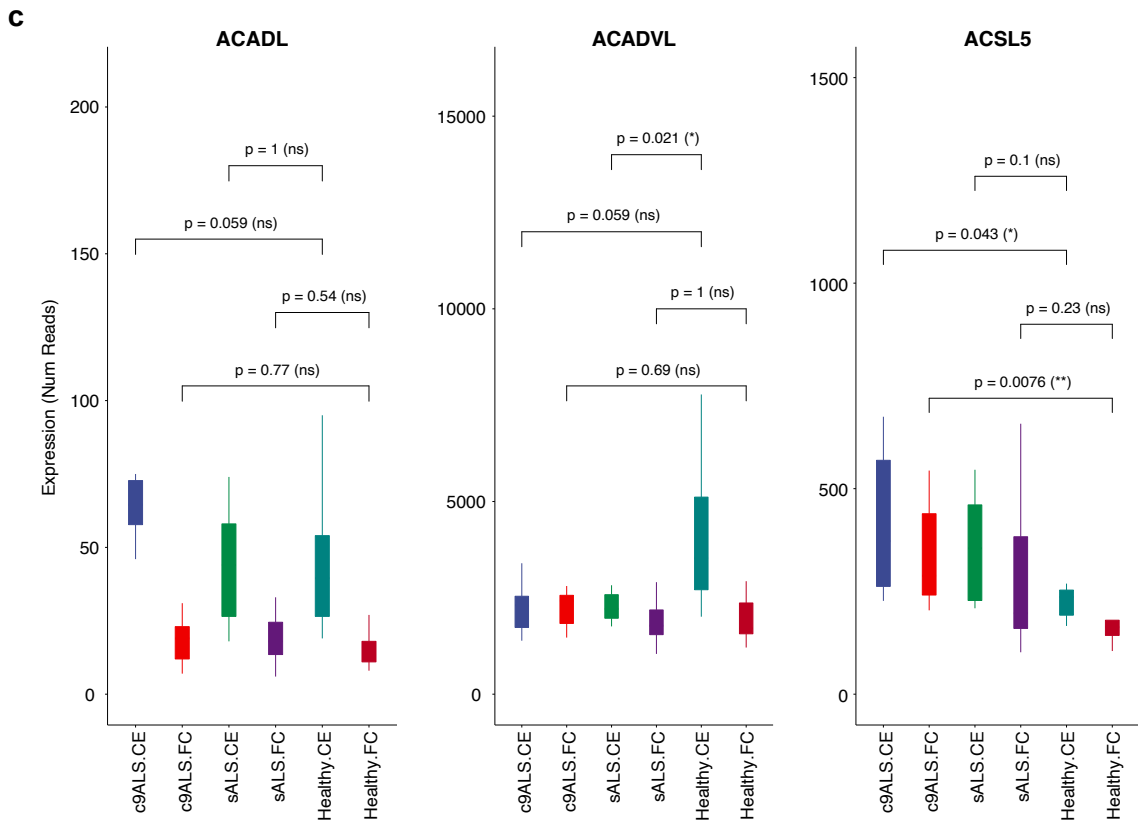 c
ACADL
ACADVL
ACSL5
Expression (Num Reads)
200
150
100
50
0
p = 1 (ns)
p = 0.059 (ns)
p = 0.54 (ns)
p = 0.77 (ns)
c9ALS.CE
c9ALS.FC
sALS.CE
sALS.FC
Healthy.CE
Healthy.FC
15000
10000
5000
0
p = 0.021 (*)
p = 0.059 (ns)
p = 1 (ns)
p = 0.69 (ns)
c9ALS.CE
c9ALS.FC
sALS.CE
sALS.FC
Healthy.CE
Healthy.FC
1500
1000
500
0
p = 0.1 (ns)
p = 0.043 (*)
p = 0.23 (ns)
p = 0.0076 (**)
c9ALS.CE
c9ALS.FC
sALS.CE
sALS.FC
Healthy.CE
Healthy.FC